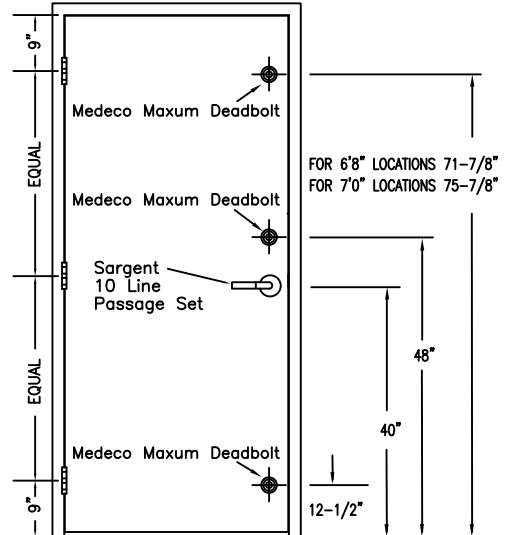 9"
Medeco Maxum Deadbolt
EQUAL
FOR 6'8" LOCATIONS 71-7/8"
FOR 7'0" LOCATIONS 75-7/8"
Medeco Maxum Deadbolt
Sargent
10 Line
Passage Set
48"
EQUAL
40"
Medeco Maxum Deadbolt
9"
12-1/2"